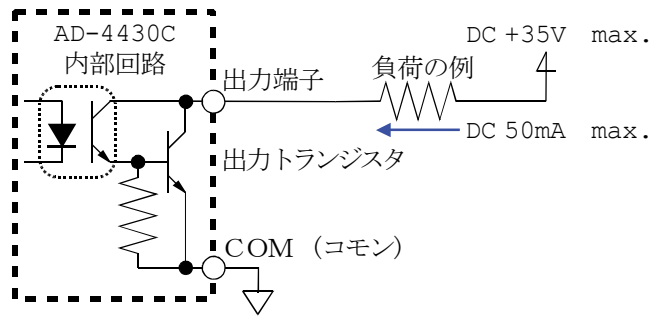 AD-4430C
内部回路
DC +35V max.
出力端子
負荷の例
DC 50mA max.
出力トランジスタ
COM (コモン)